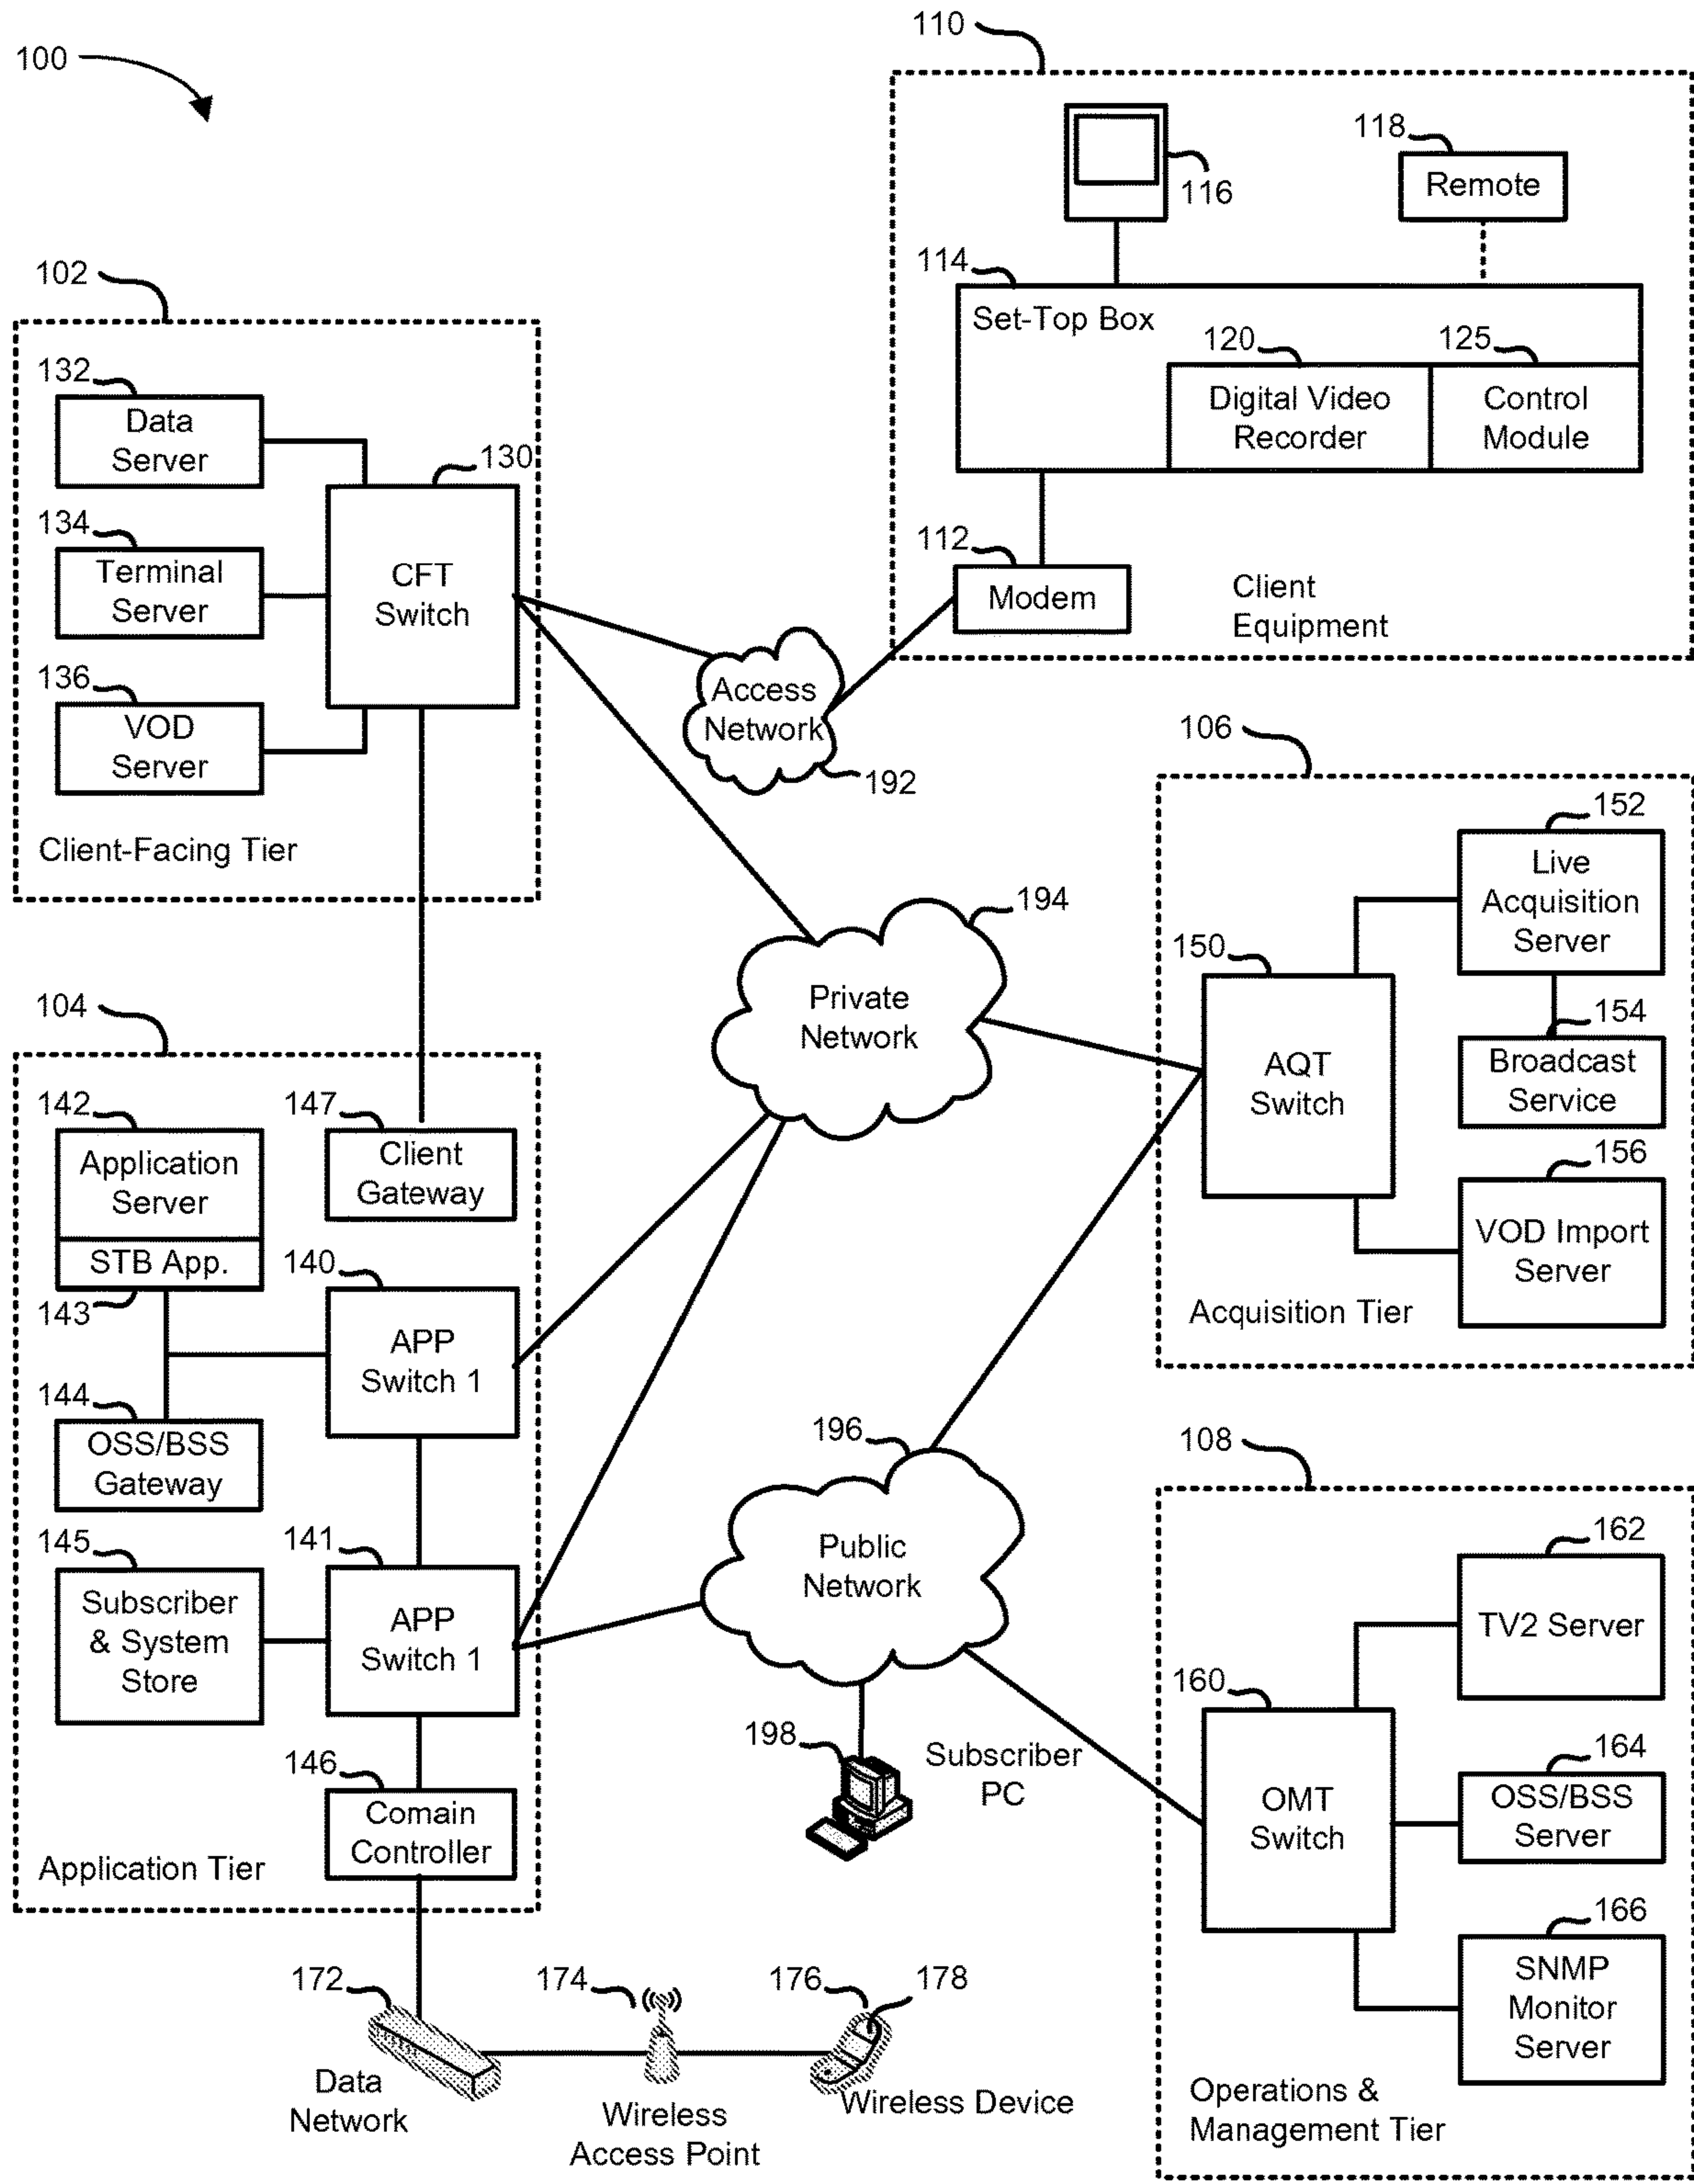 100
110
116
118
Remote
114
Set-Top Box
120
Digital Video
Recorder
125
Control
Module
112
Modem
Client
Equipment
102
132
Data
Server
130
CFT
Switch
134
Terminal
Server
136
VOD
Server
Client-Facing Tier
Access
Network
192
106
152
Live
Acquisition
Server
150
AQT
Switch
154
Broadcast
Service
156
VOD Import
Server
Acquisition Tier
194
Private
Network
104
142
Application
Server
STB App.
143
147
Client
Gateway
140
APP
Switch 1
144
OSS/BSS
Gateway
145
Subscriber
& System
Store
141
APP
Switch 1
146
Comain
Controller
Application Tier
196
Public
Network
198
Subscriber
PC
108
162
TV2 Server
160
OMT
Switch
164
OSS/BSS
Server
166
SNMP
Monitor
Server
Operations &
Management Tier
172
Data
Network
174
Wireless
Access Point
176
178
Wireless Device